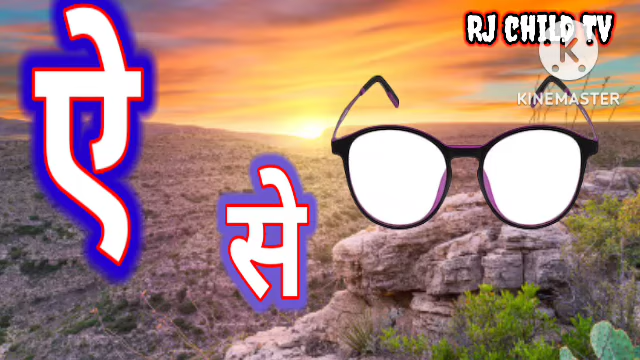 RJ CHILD TV
KINEMASTER
ऐ
से